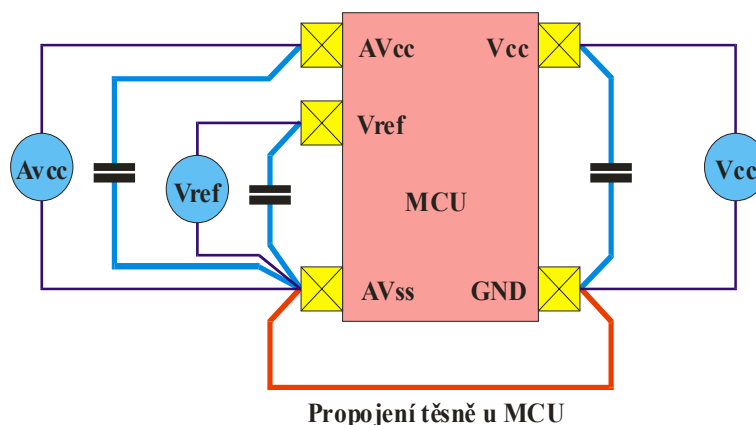 AVcc Vcc
Vref
Avcc Vref MCU Vcc
AVss GND
Propojení těsně u MCU